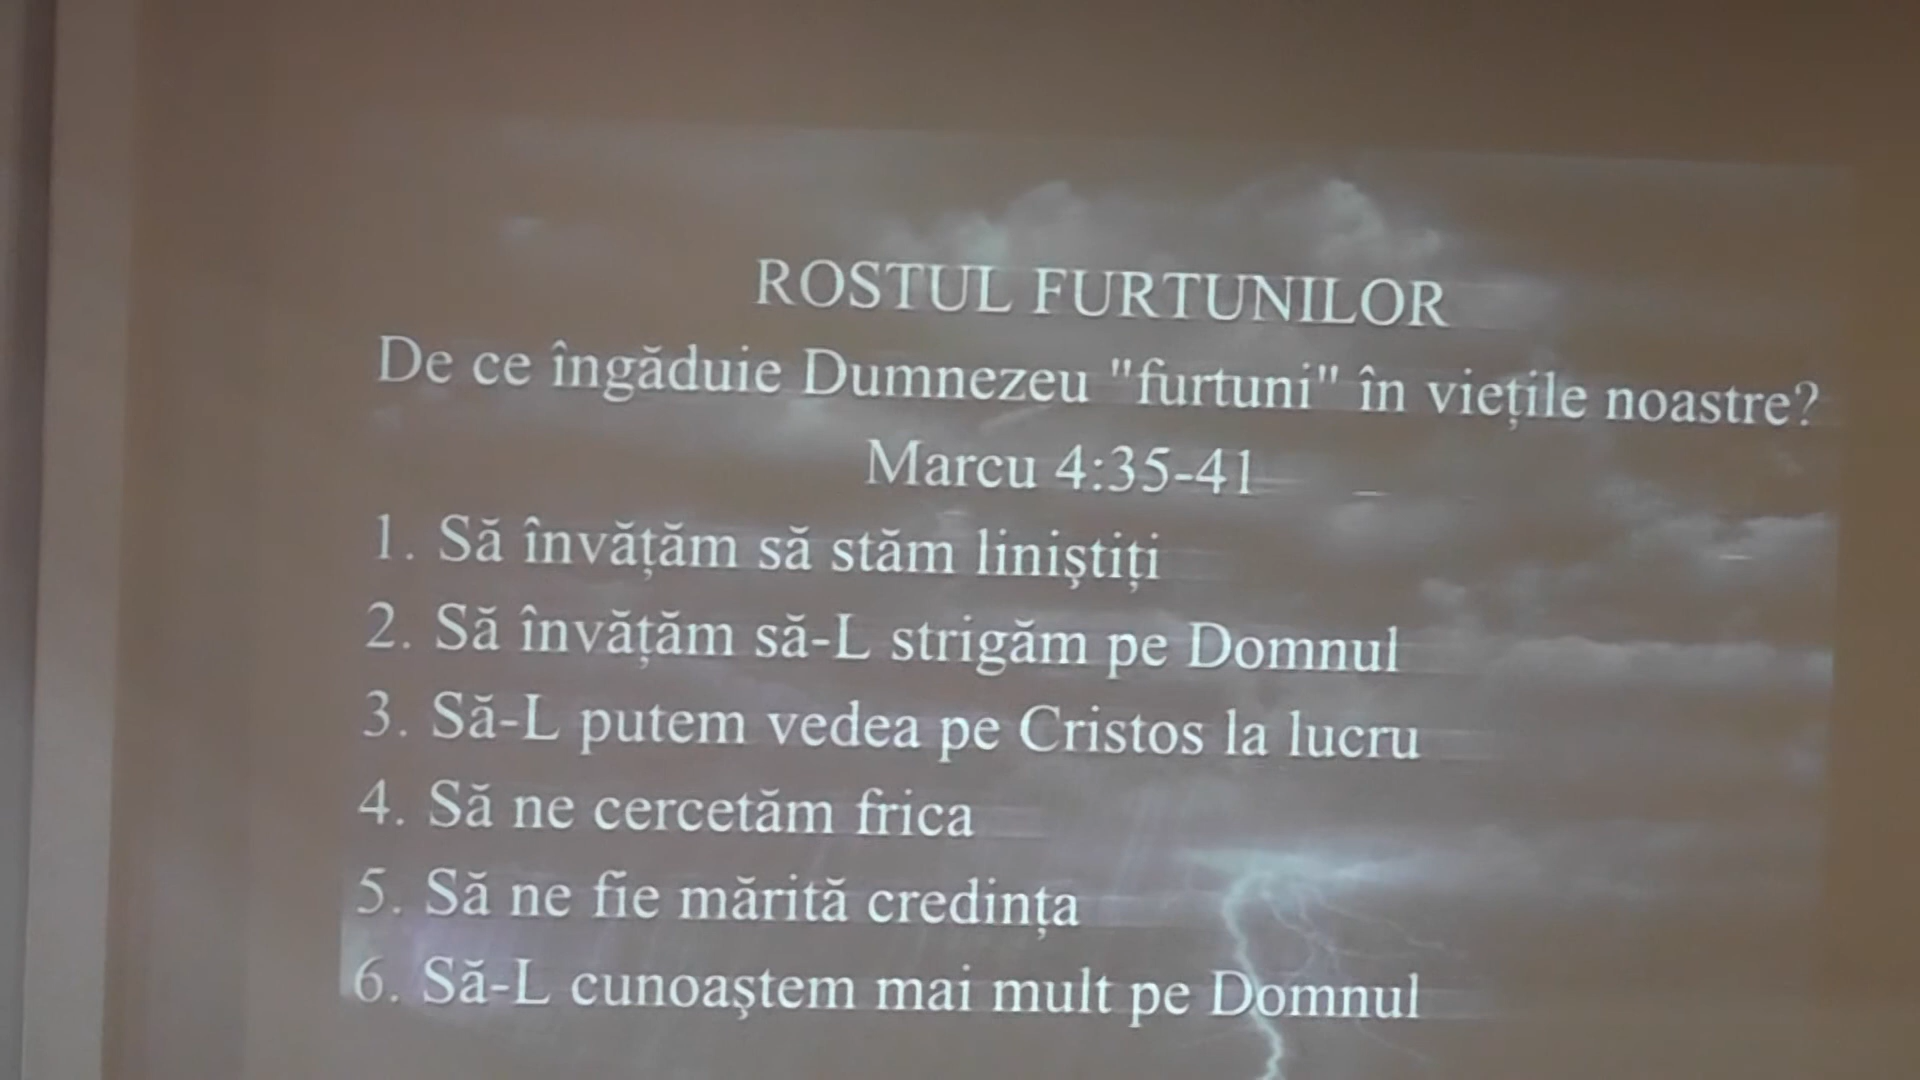 ROSTUL FURTUNILOR
De ce îngăduie Dumnezeu "furtuni" în viețile noastre?
Marcu 4:35-41
1. Să învățăm să stăm liniştiți
2. Să învățăm să-L strigăm pe Domnul
3. Să-L putem vedea pe Cristos la lucru
4. Să ne cercetăm frica
5. Să ne fie mărită credința
6. Să-L cunoaştem mai mult pe Domnul